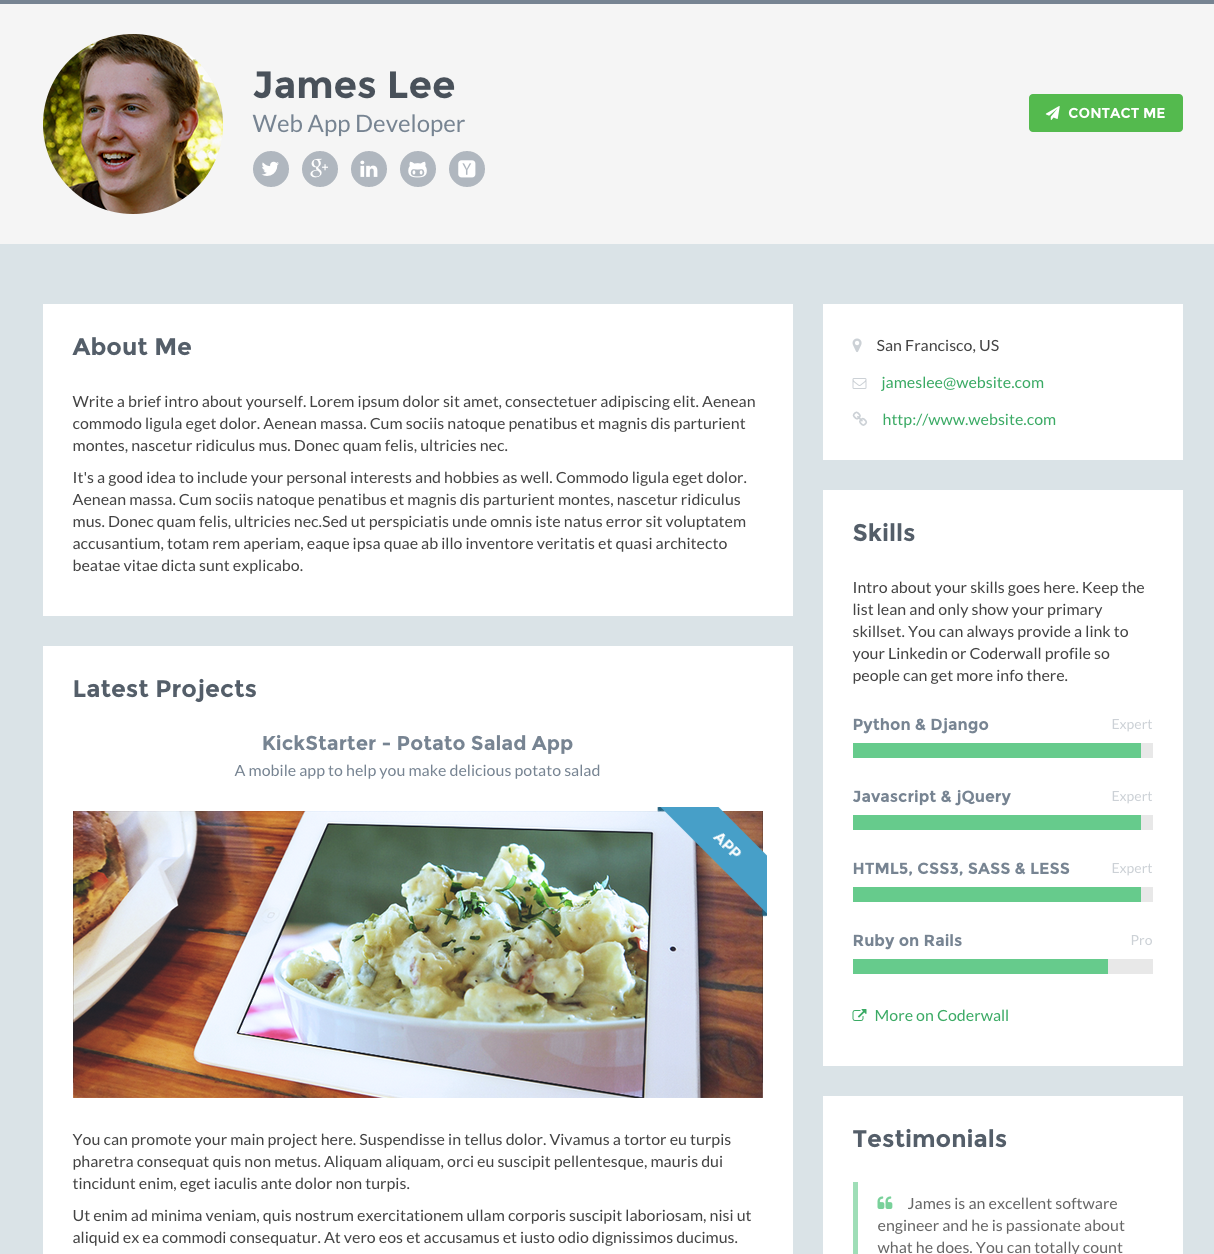 James Lee
Web App Developer
CONTACT ME
About Me
Write a brief intro about yourself. Lorem ipsum dolor sit amet, consectetuer adipiscing elit. Aenean
commodo ligula eget dolor. Aenean massa. Cum sociis natoque penatibus et magnis dis parturient
montes, nascetur ridiculus mus. Donec quam felis, ultricies nec.
It's a good idea to include your personal interests and hobbies as well. Commodo ligula eget dolor.
Aenean massa. Cum sociis natoque penatibus et magnis dis parturient montes, nascetur ridiculus
mus. Donec quam felis, ultricies nec.Sed ut perspiciatis unde omnis iste natus error sit voluptatem
accusantium, totam rem aperiam, eaque ipsa quae ab illo inventore veritatis et quasi architecto
beatae vitae dicta sunt explicabo.
Latest Projects
KickStarter - Potato Salad App
A mobile app to help you make delicious potato salad
APP
You can promote your main project here. Suspendisse in tellus dolor. Vivamus a tortor eu turpis
pharetra consequat quis non metus. Aliquam aliquam, orci eu suscipit pellentesque, mauris dui
tincidunt enim, eget iaculis ante dolor non turpis.
Ut enim ad minima veniam, quis nostrum exercitationem ullam corporis suscipit laboriosam, nisi ut
aliquid ex ea commodi consequatur. At vero eos et accusamus et iusto odio dignissimos ducimus.
San Francisco, US
jameslee@website.com
http://www.website.com
Skills
Intro about your skills goes here. Keep the
list lean and only show your primary
skillset. You can always provide a link to
your Linkedin or Coderwall profile so
people can get more info there.
Python & Django Expert
Javascript & jQuery Expert
HTML5, CSS3, SASS & LESS Expert
Ruby on Rails Pro
More on Coderwall
Testimonials
James is an excellent software
engineer and he is passionate about
what he does. You can totally count